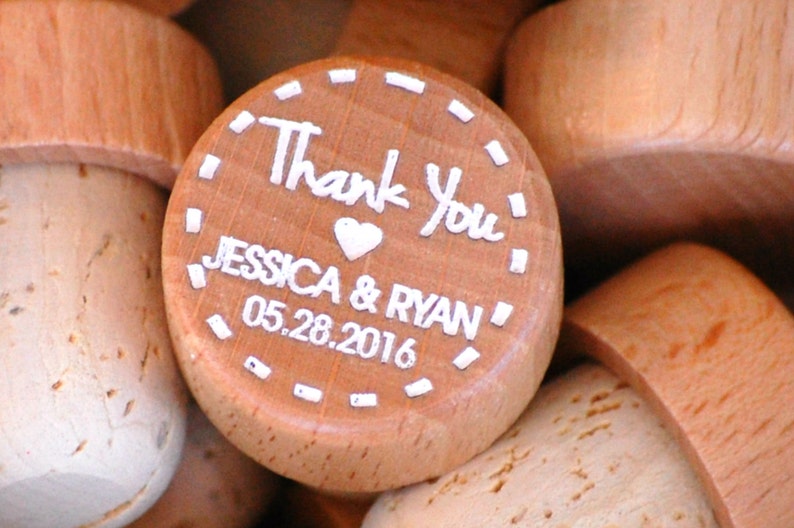 Thank You
JESSICA & RYAN
05.28.2016